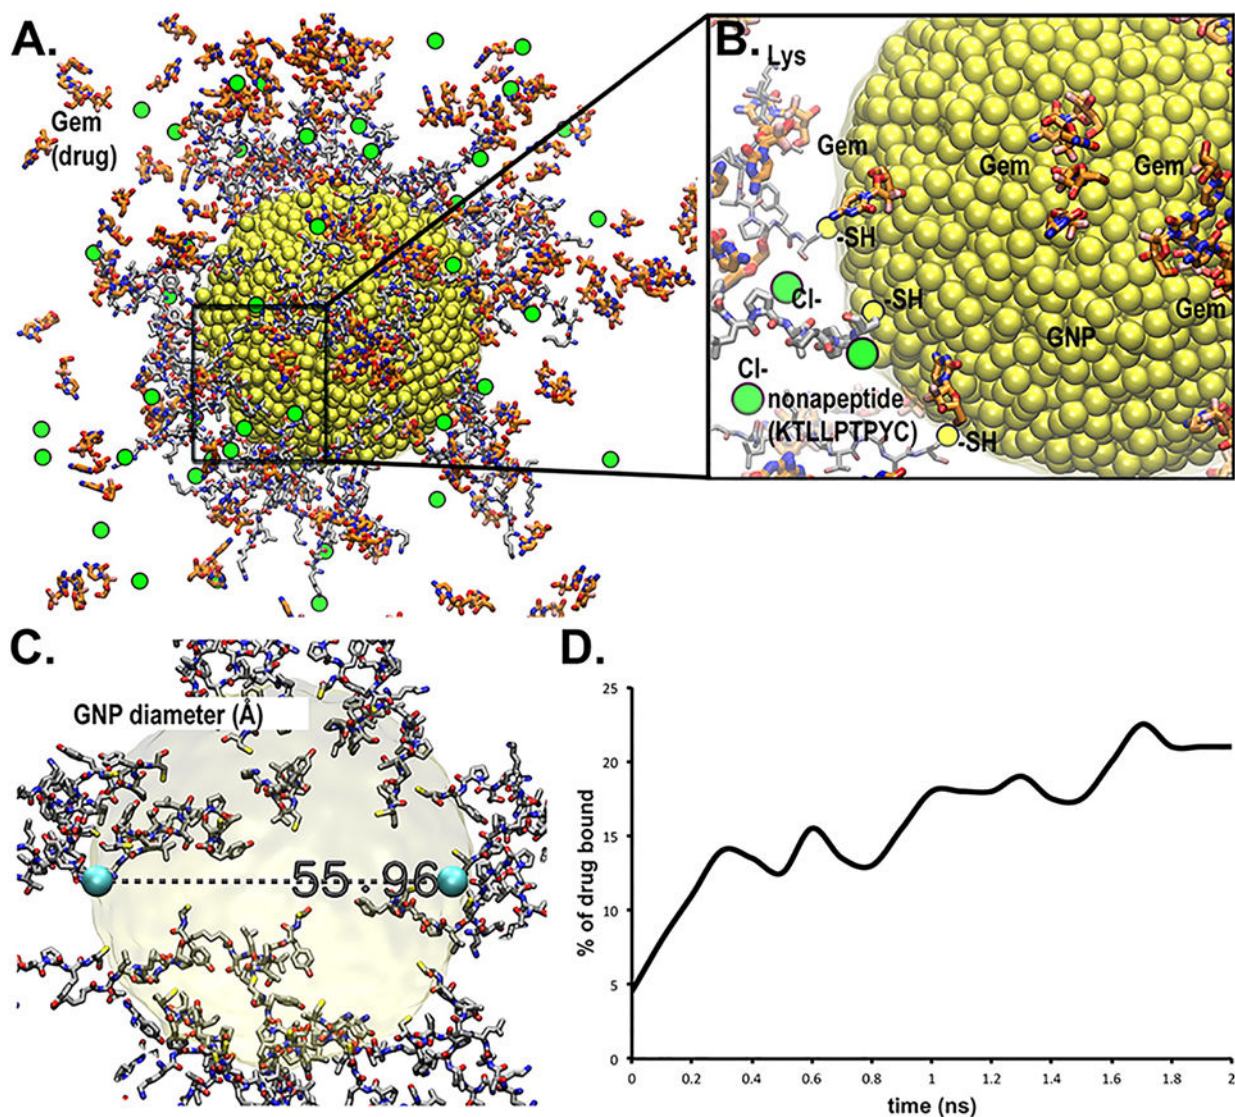 A.
Gem
(drug)
B.
Lys
Gem
Gem
Gem
-SH
Cl-
-SH
Gem
GNP
Cl-
nonapeptide
(KTLLPTPYC)
-SH
C.
GNP diameter (Å)
55.96
D.
% of drug bound
25
20
15
10
5
0
0
0.2
0.4
0.6
0.8
1
1.2
1.4
1.6
1.8
2
time (ns)